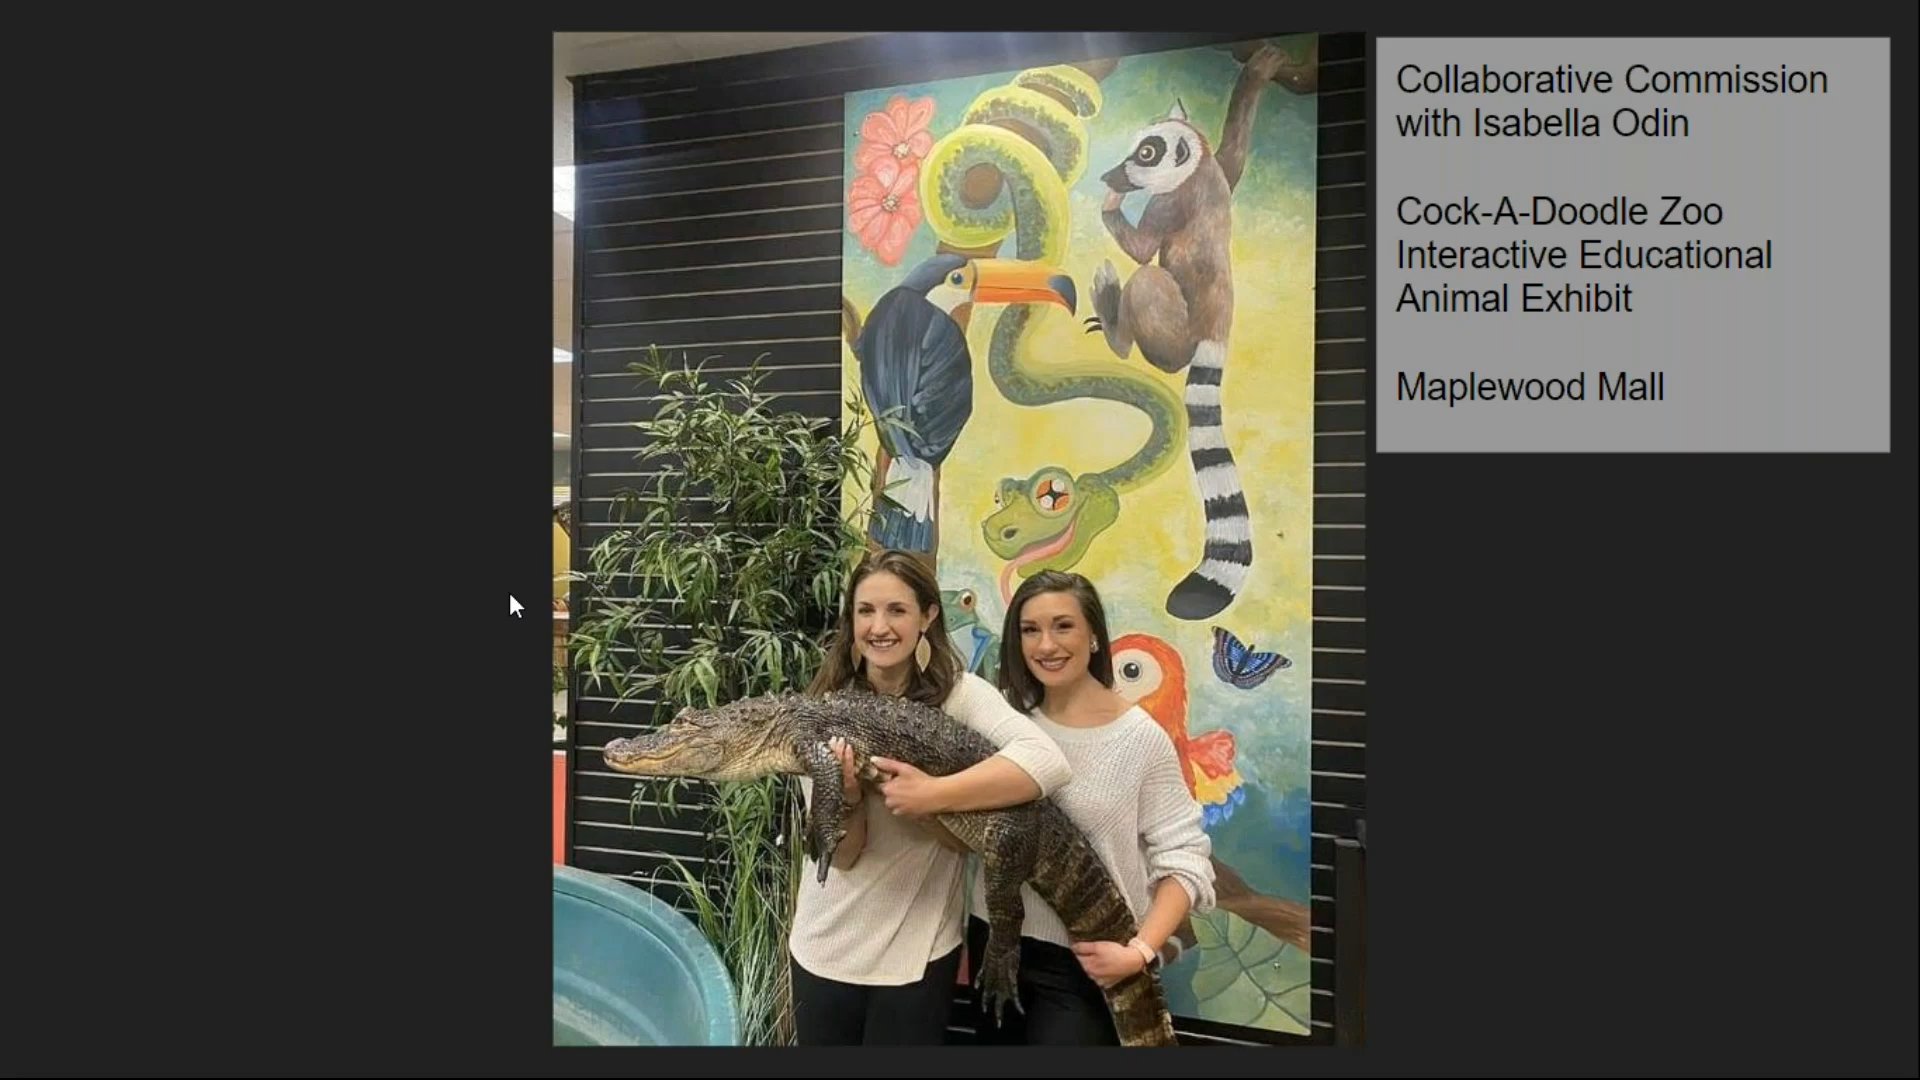 Collaborative Commission
with Isabella Odin
Cock-A-Doodle Zoo
Interactive Educational
Animal Exhibit
Maplewood Mall